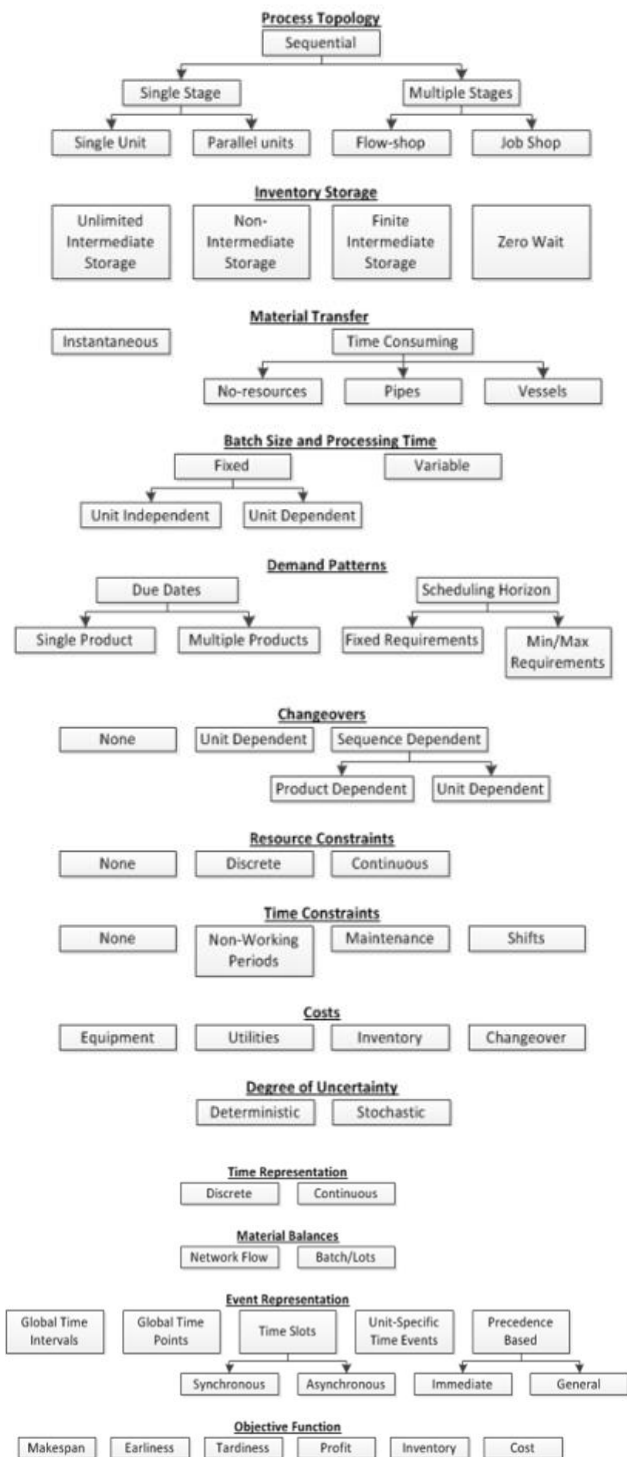 Process Topology
Sequential
Single Stage
Multiple Stages
Single Unit
Parallel units
Flow-shop
Job Shop
Inventory Storage
Unlimited
Intermediate
Storage
Non-
Intermediate
Storage
Finite
Intermediate
Storage
Zero Wait
Material Transfer
Instantaneous
Time Consuming
No-resources
Pipes
Vessels
Batch Size and Processing Time
Fixed
Variable
Unit Independent
Unit Dependent
Demand Patterns
Due Dates
Scheduling Horizon
Single Product
Multiple Products
Fixed Requirements
Min/Max
Requirements
Changeovers
None
Unit Dependent
Sequence Dependent
Product Dependent
Unit Dependent
Resource Constraints
None
Discrete
Continuous
Time Constraints
None
Non-Working
Periods
Maintenance
Shifts
Costs
Equipment
Utilities
Inventory
Changeover
Degree of Uncertainty
Deterministic
Stochastic
Time Representation
Discrete
Continuous
Material Balances
Network Flow
Batch/Lots
Event Representation
Global Time
Intervals
Global Time
Points
Time Slots
Unit-Specific
Time Events
Precedence
Based
Synchronous
Asynchronous
Immediate
General
Objective Function
Makespan
Earliness
Tardiness
Profit
Inventory
Cost